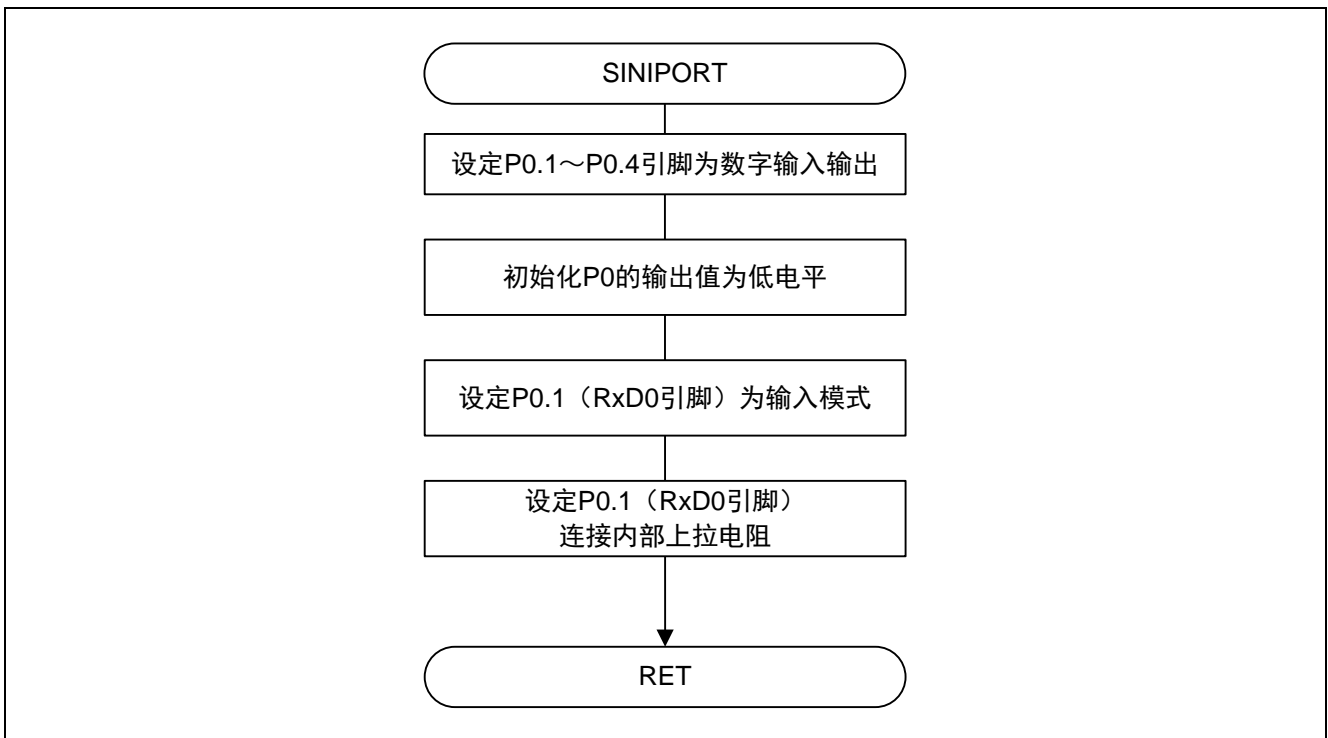 SINIPORT
设定P0.1～P0.4引脚为数字输入输出
初始化P0的输出值为低电平
设定P0.1（RxD0引脚）为输入模式
设定P0.1（RxD0引脚）
连接内部上拉电阻
RET